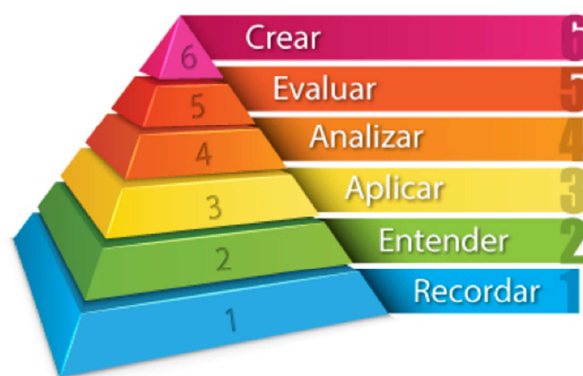 6 Crear 6
5 Evaluar 5
4 Analizar 4
3 Aplicar 3
2 Entender 2
1 Recordar 1